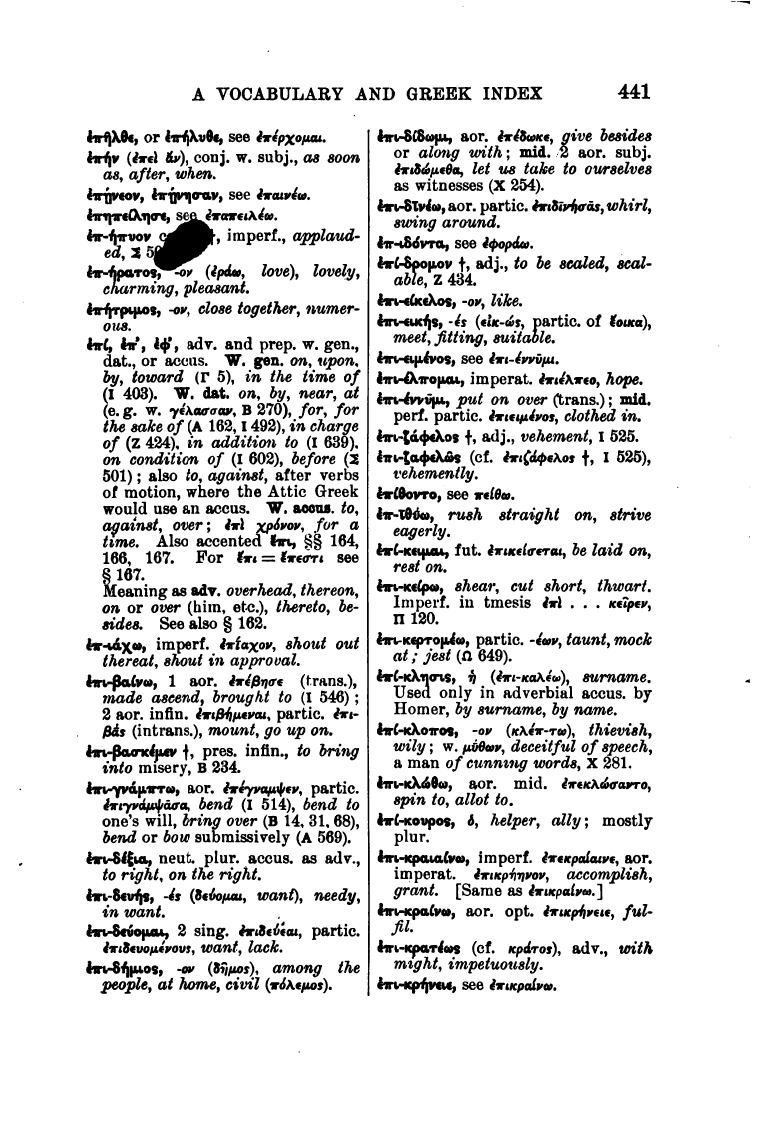 A VOCABULARY AND GREEK INDEX 441
ἐπῆλθε, or ἐπήλυθε, see ἐπέρχομαι.
ἐπήν (ἐπεὶ ἄν), conj. w. subj., as soon
as, after, when.
ἐπῄνεον, ἐπῄνησαν, see ἐπαινέω.
ἐπηπείλησε, see ἐπαπειλέω.
ἐπ-ήπυον †, imperf., applaud-
ed, Σ
ἐπ-ήρατος, -ον (ἐράω, love), lovely,
charming, pleasant.
ἐπήτριμος, -ον, close together, numer-
ous.
ἐπί, ἐπ’, ἐφ’, adv. and prep. w. gen.,
dat., or accus. W. gen. on, upon,
by, toward (Γ 5), in the time of
(Ι 403). W. dat. on, by, near, at
(e. g. w. γέλασσαν, Β 270), for, for
the sake of (Α 162, Ι 492), in charge
of (Ζ 424), in addition to (Ι 639),
on condition of (Ι 602), before (Σ
501); also to, against, after verbs
of motion, where the Attic Greek
would use an accus. W. accus. to,
against, over; ἐπὶ χρόνον, for a
time. Also accented ἔπι, §§ 164,
166, 167. For ἔπι = ἔπεστι see
§ 167.
Meaning as adv. overhead, thereon,
on or over (him, etc.), thereto, be-
sides. See also § 162.
ἐπ-ιάχω, imperf. ἐπίαχον, shout out
thereat, shout in approval.
ἐπι-βαίνω, 1 aor. ἐπέβησε (trans.),
made ascend, brought to (Ι 546);
2 aor. infin. ἐπιβήμεναι, partic. ἐπι-
βάς (intrans.), mount, go up on.
ἐπι-βασκέμεν †, pres. infin., to bring
into misery, Β 234.
ἐπι-γνάμπτω, aor. ἐπέγναμψεν, partic.
ἐπιγνάμψᾱσα, bend (Ι 514), bend to
one's will, bring over (Β 14, 31, 68),
bend or bow submissively (Α 569).
ἐπι-δέξια, neut. plur. accus. as adv.,
to right, on the right.
ἐπι-δευής, -ές (δεύομαι, want), needy,
in want.
ἐπι-δεύομαι, 2 sing. ἐπιδεύεαι, partic.
ἐπιδευομένους, want, lack.
ἐπι-δήμιος, -ον (δῆμος), among the
people, at home, civil (πόλεμος).
ἐπι-δίδωμι, aor. ἐπέδωκε, give besides
or along with; mid. 2 aor. subj.
ἐπιδώμεθα, let us take to ourselves
as witnesses (Χ 254).
ἐπι-δῑνέω, aor. partic. ἐπιδῑνήσᾱς, whirl,
swing around.
ἐπ-ιδόντα, see ἐφοράω.
ἐπί-δρομον †, adj., to be scaled, scal-
able, Ζ 434.
ἐπι-είκελος, -ον, like.
ἐπι-εικής, -ές (εἰκ-ώς, partic. of ἔοικα),
meet, fitting, suitable.
ἐπι-ειμένος, see ἐπι-έννῡμι.
ἐπι-έλπομαι, imperat. ἐπιέλπεο, hope.
ἐπι-έννῡμι, put on over (trans.); mid.
perf. partic. ἐπιειμένος, clothed in.
ἐπι-ζάφελος †, adj., vehement, Ι 525.
ἐπι-ζαφελῶς (cf. ἐπιζάφελος †, Ι 525),
vehemently.
ἐπίθοντο, see πείθω.
ἐπ-ῑθύω, rush straight on, strive
eagerly.
ἐπί-κειμαι, fut. ἐπικείσεται, be laid on,
rest on.
ἐπι-κείρω, shear, cut short, thwart.
Imperf. in tmesis ἐπὶ . . . κεῖρεν,
Π 120.
ἐπι-κερτομέω, partic. -έων, taunt, mock
at; jest (Ω 649).
ἐπί-κλησις, ἡ (ἐπι-καλέω), surname.
Used only in adverbial accus. by
Homer, by surname, by name.
ἐπί-κλοπος, -ον (κλέπ-τω), thievish,
wily; w. μύθων, deceitful of speech,
a man of cunning words, Χ 281.
ἐπι-κλώθω, aor. mid. ἐπεκλώσαντο,
spin to, allot to.
ἐπί-κουρος, ὁ, helper, ally; mostly
plur.
ἐπι-κραιαίνω, imperf. ἐπεκραίαινε, aor.
imperat. ἐπικρήηνον, accomplish,
grant. [Same as ἐπικραίνω.]
ἐπι-κραίνω, aor. opt. ἐπικρήνειε, ful-
fil.
ἐπι-κρατέως (cf. κράτος), adv., with
might, impetuously.
ἐπι-κρήνειε, see ἐπικραίνω.